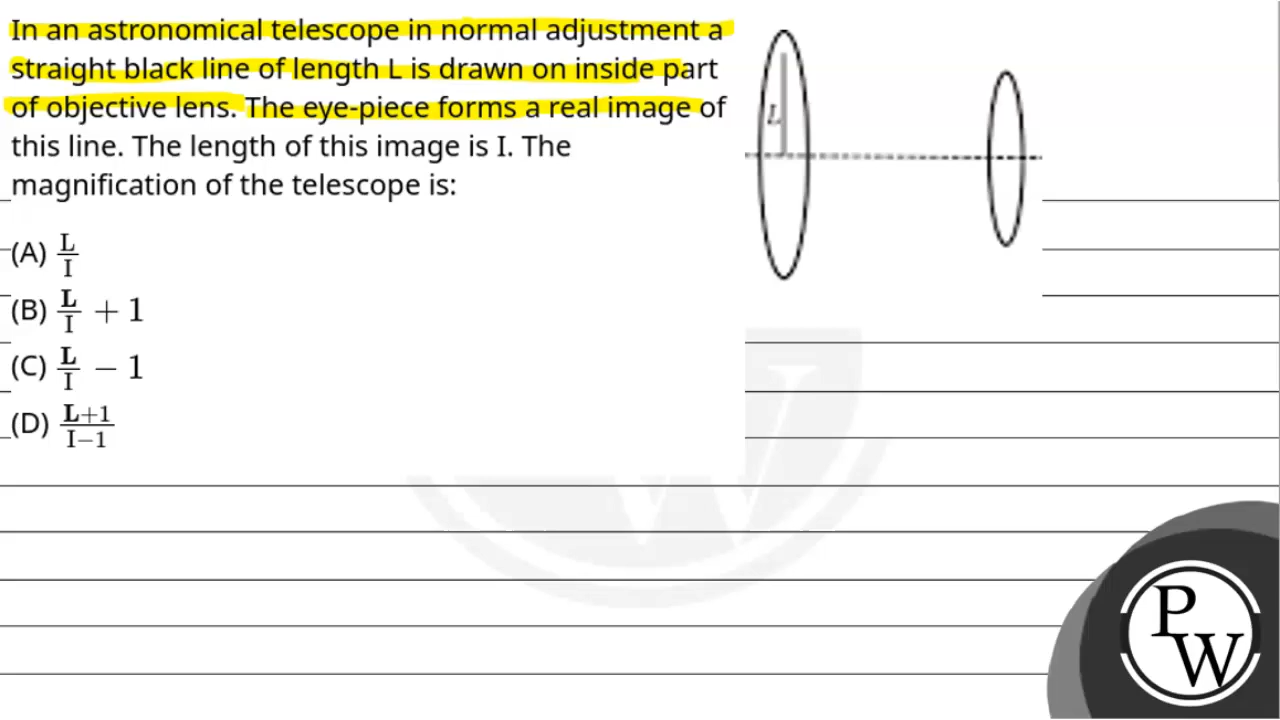 In an astronomical telescope in normal adjustment a
straight black line of length L is drawn on inside part
of objective lens. The eye-piece forms a real image of
this line. The length of this image is I. The
magnification of the telescope is:
L
(A) L/I
(B) L/I + 1
(C) L/I − 1
(D) L+1/I−1
W
P
W